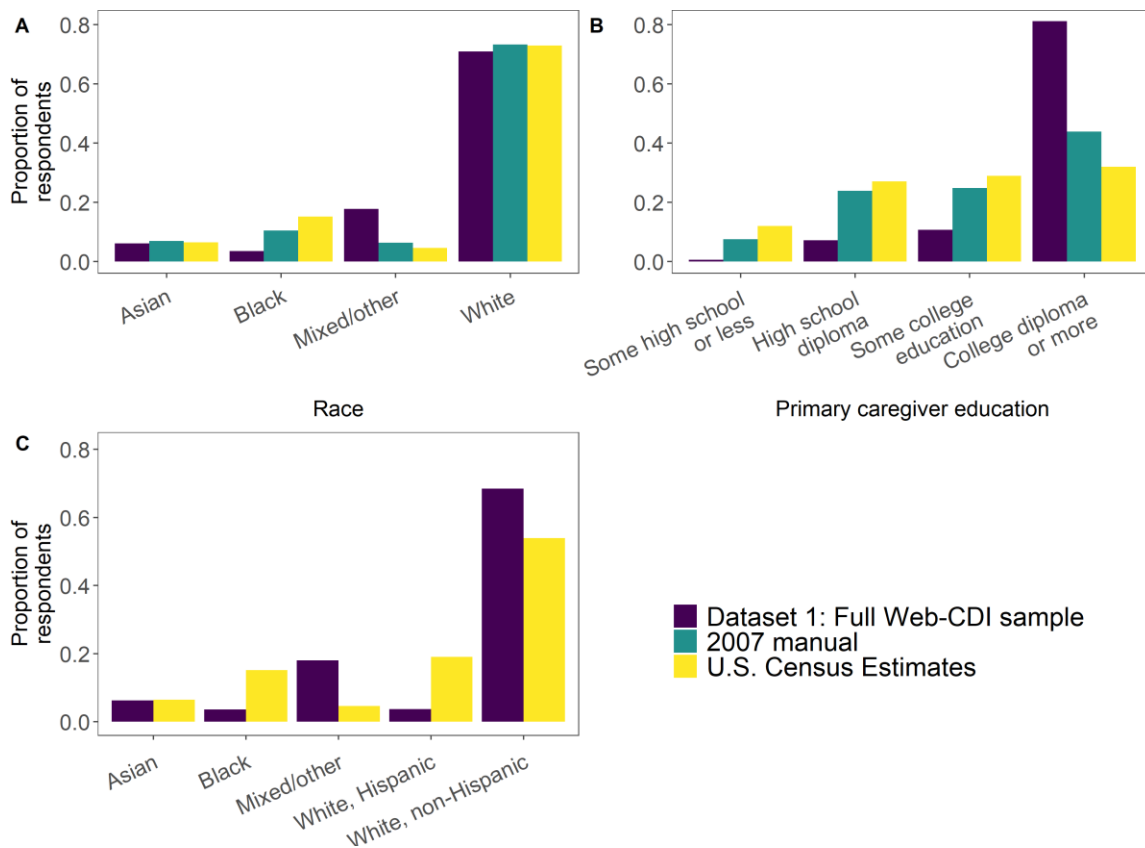 A
Proportion of
respondents
0.8
0.6
0.4
0.2
0.0
Asian
Black
Mixed/other
White
Race
B
0.8
0.6
0.4
0.2
0.0
Some high school
or less
High school
diploma
Some college
education
College diploma
or more
Primary caregiver education
C
Proportion of
respondents
0.8
0.6
0.4
0.2
0.0
Asian
Black
Mixed/other
White, Hispanic
White, non-Hispanic
Dataset 1: Full Web-CDI sample
2007 manual
U.S. Census Estimates